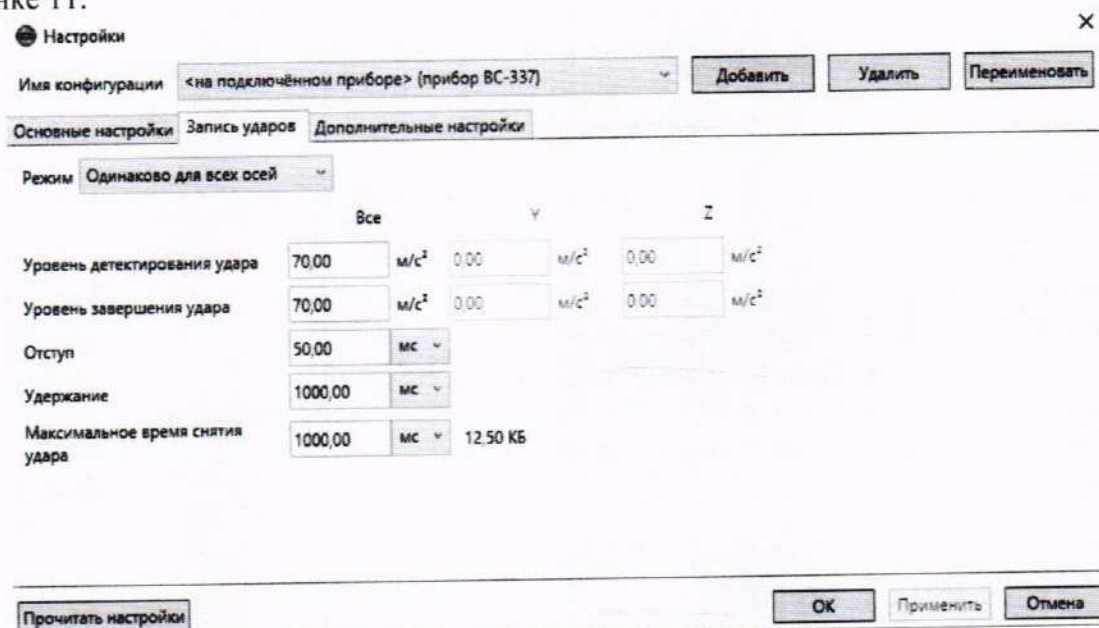 нке 11.
Настройки
Имя конфигурации <на подключённом приборе> (прибор ВС-337) Добавить Удалить Переименовать
Основные настройки Запись ударов Дополнительные настройки
Режим Одинаково для всех осей
Все Y Z
Уровень детектирования удара 70,00 м/с² 0,00 м/с² 0,00 м/с²
Уровень завершения удара 70,00 м/с² 0,00 м/с² 0,00 м/с²
Отступ 50,00 мс
Удержание 1000,00 мс
Максимальное время снятия
удара 1000,00 мс 12,50 КБ
Прочитать настройки OK Применить Отмена